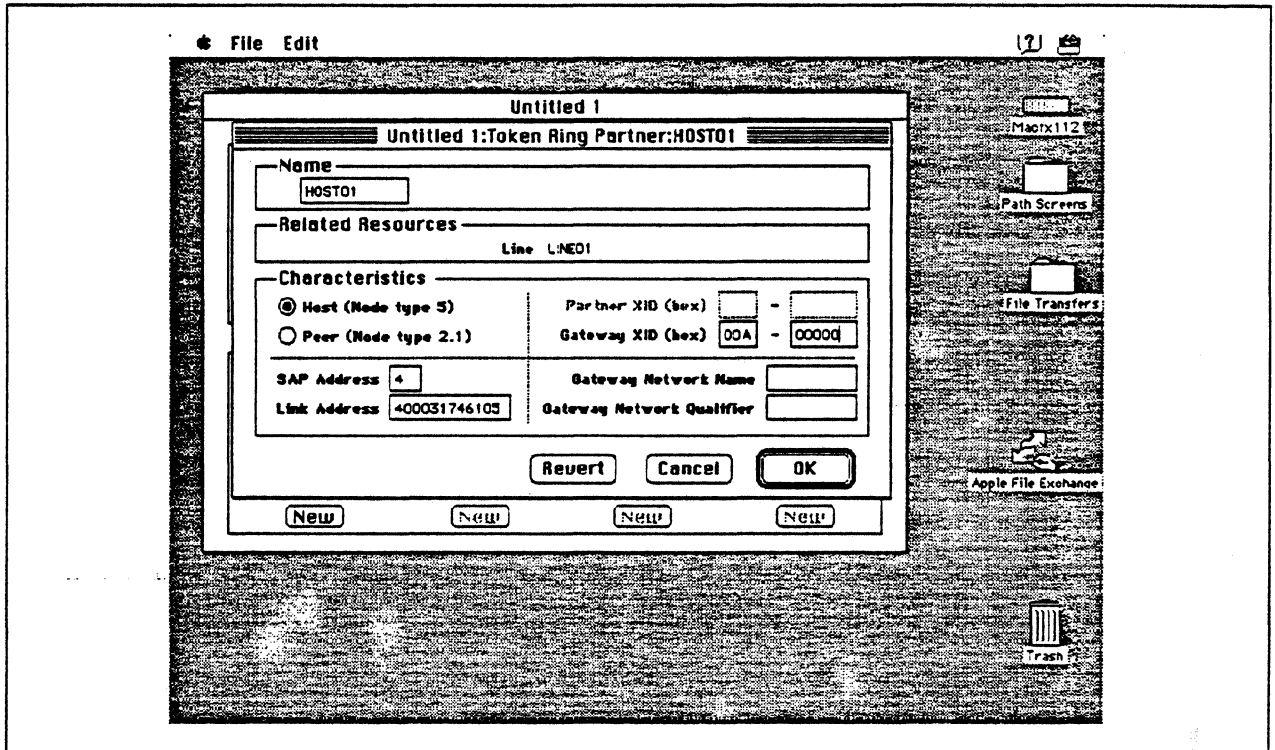 File Edit
Untitled 1
Untitled 1:Token Ring Partner:HOST01
Name
HOST01
Related Resources
Line L:NE01
Characteristics
Host (Node type 5)
Peer (Node type 2.1)
Partner XID (hex) -
Gateway XID (hex) 00A - 00000
SAP Address 4
Link Address 400031746105
Gateway Network Name
Gateway Network Qualifier
Revert Cancel OK
New New New New
Path Screens
File Transfers
Apple File Exchange
Trash